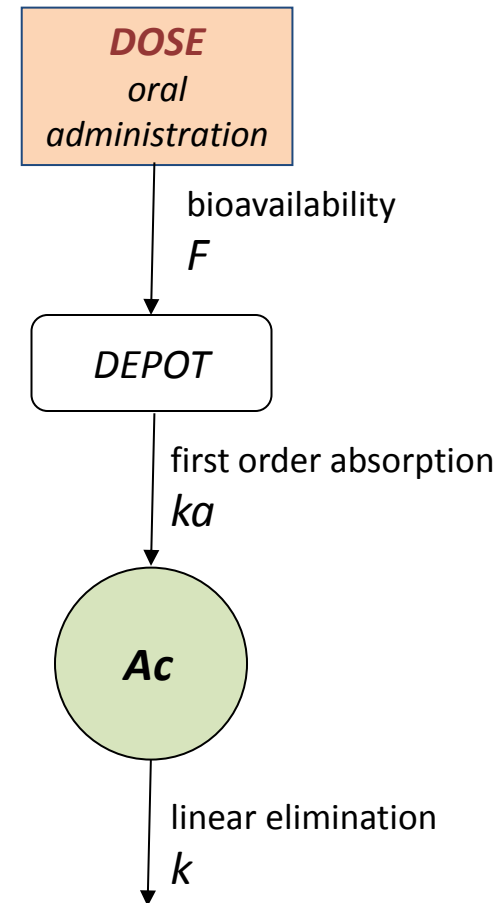 DOSE
oral
administration
bioavailability
F
DEPOT
first order absorption
ka
Ac
linear elimination
k